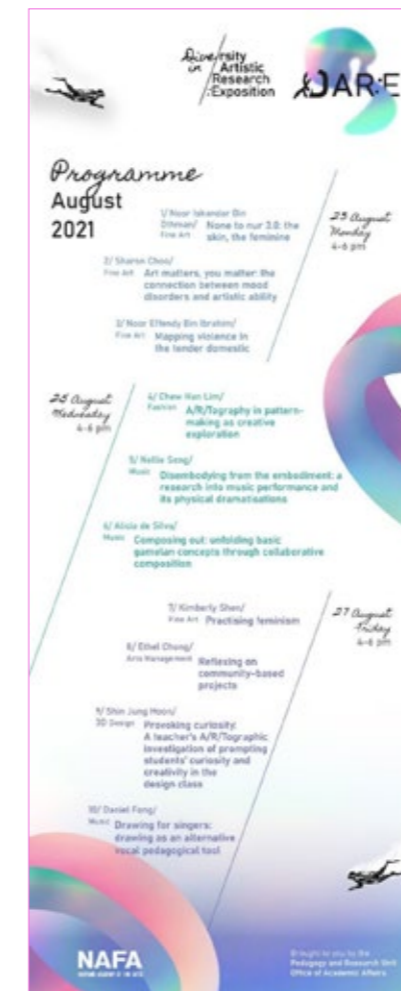 Diversity
in Artistic
Research
:Exposition
DAR:E
Programme
August
2021
23 August
Monday
4-6 pm
1/ Noor Iskandar Bin
Othman/
Fine Art
None to nur 3.0: the
skin, the feminine
2/ Sharon Choo/
Fine Art
Art matters, you matter: the
connection between mood
disorders and artistic ability
3/ Noor Effendy Bin Ibrahim/
Fine Art
Mapping violence in
the tender domestic
25 August
Wednesday
4-6 pm
4/ Chew Han Lim/
Fashion
A/R/Tography in pattern-
making as creative
exploration
5/ Nellie Seng/
Music
Disembodying from the embodiment: a
research into music performance and
its physical dramatisations
6/ Alicia de Silva/
Music
Composing out: unfolding basic
gamelan concepts through collaborative
composition
27 August
Friday
4-6 pm
7/ Kimberly Shen/
Fine Art
Practising feminism
8/ Ethel Chong/
Arts Management
Reflexing on
community-based
projects
9/ Shin Jung Hoon/
3D Design
Provoking curiosity:
A teacher's A/R/Tographic
investigation of prompting
students' curiosity and
creativity in the
design class
10/ Daniel Fong/
Music
Drawing for singers:
drawing as an alternative
vocal pedagogical tool
NAFA
Brought to you by the
Pedagogy and Research Unit
Office of Academic Affairs